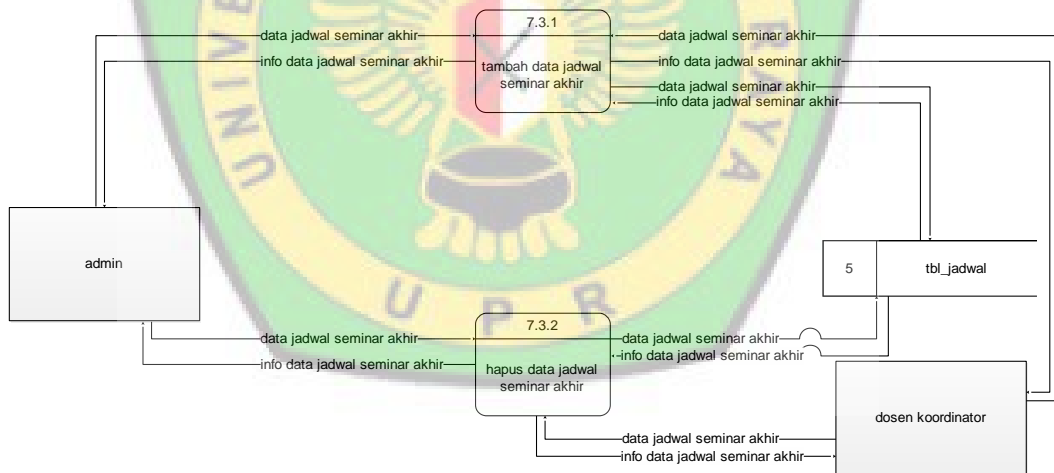 7.3.1
tambah data jadwal
seminar akhir
data jadwal seminar akhir
info data jadwal seminar akhir
data jadwal seminar akhir
info data jadwal seminar akhir
data jadwal seminar akhir
info data jadwal seminar akhir
admin
5
tbl_jadwal
7.3.2
hapus data jadwal
seminar akhir
data jadwal seminar akhir
info data jadwal seminar akhir
data jadwal seminar akhir
info data jadwal seminar akhir
dosen koordinator
data jadwal seminar akhir
info data jadwal seminar akhir
UNIVE
RAYA
UPR